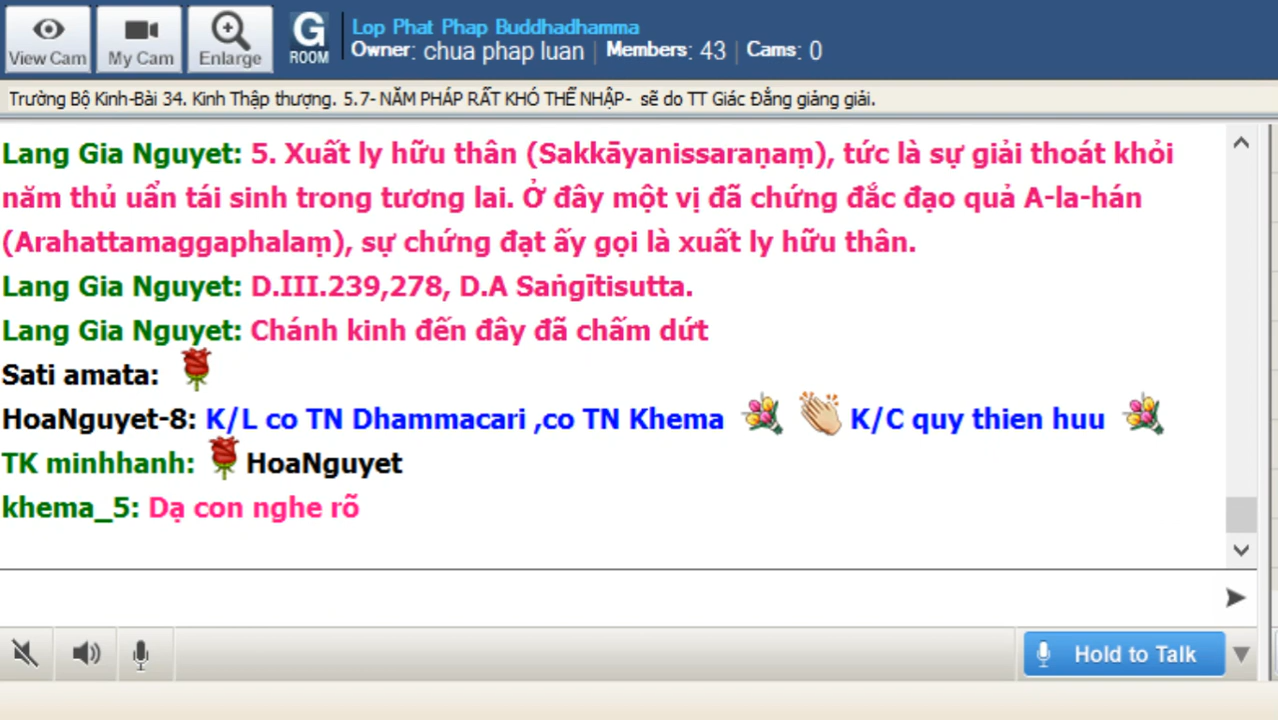 View Cam
My Cam
Enlarge
G
ROOM
Lop Phat Phap Buddhadhamma
Owner: chua phap luan | Members: 43 | Cams: 0
Trường Bộ Kinh-Bài 34. Kinh Thập thượng. 5.7- NĂM PHÁP RẤT KHÓ THỂ NHẬP- sẽ do TT Giác Đẳng giảng giải.
Lang Gia Nguyet: 5. Xuất ly hữu thân (Sakkāyanissaraṇaṃ), tức là sự giải thoát khỏi
năm thủ uẩn tái sinh trong tương lai. Ở đây một vị đã chứng đắc đạo quả A-la-hán
(Arahattamaggaphalaṃ), sự chứng đạt ấy gọi là xuất ly hữu thân.
Lang Gia Nguyet: D.III.239,278, D.A Saṅgītisutta.
Lang Gia Nguyet: Chánh kinh đến đây đã chấm dứt
Sati amata:
HoaNguyet-8: K/L co TN Dhammacari ,co TN Khema K/C quy thien huu
TK minhhanh: HoaNguyet
khema_5: Dạ con nghe rõ
Hold to Talk